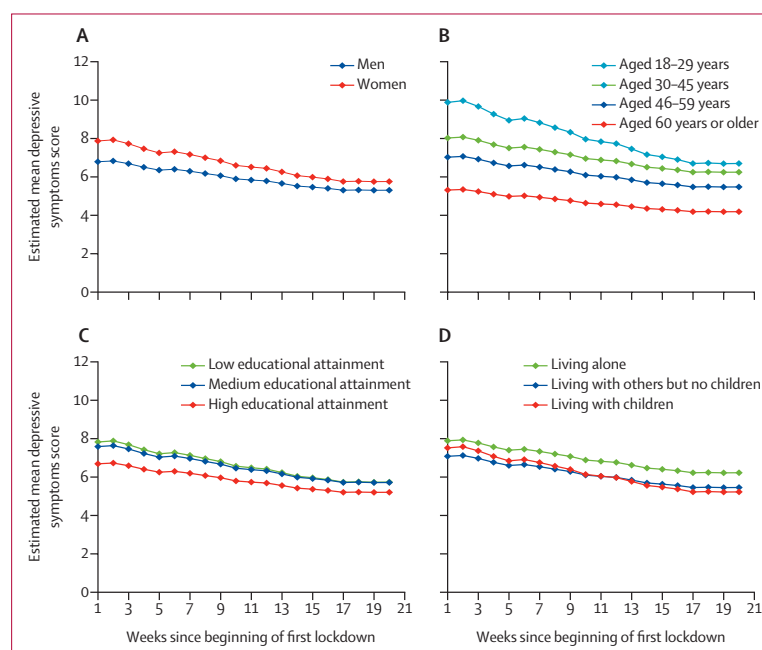 A
Men
Women
Estimated mean depressive
symptoms score
12
10
8
6
4
2
0
B
Aged 18–29 years
Aged 30–45 years
Aged 46–59 years
Aged 60 years or older
C
Low educational attainment
Medium educational attainment
High educational attainment
Estimated mean depressive
symptoms score
12
10
8
6
4
2
0
1 3 5 7 9 11 13 15 17 19 21
Weeks since beginning of first lockdown
D
Living alone
Living with others but no children
Living with children
1 3 5 7 9 11 13 15 17 19 21
Weeks since beginning of first lockdown